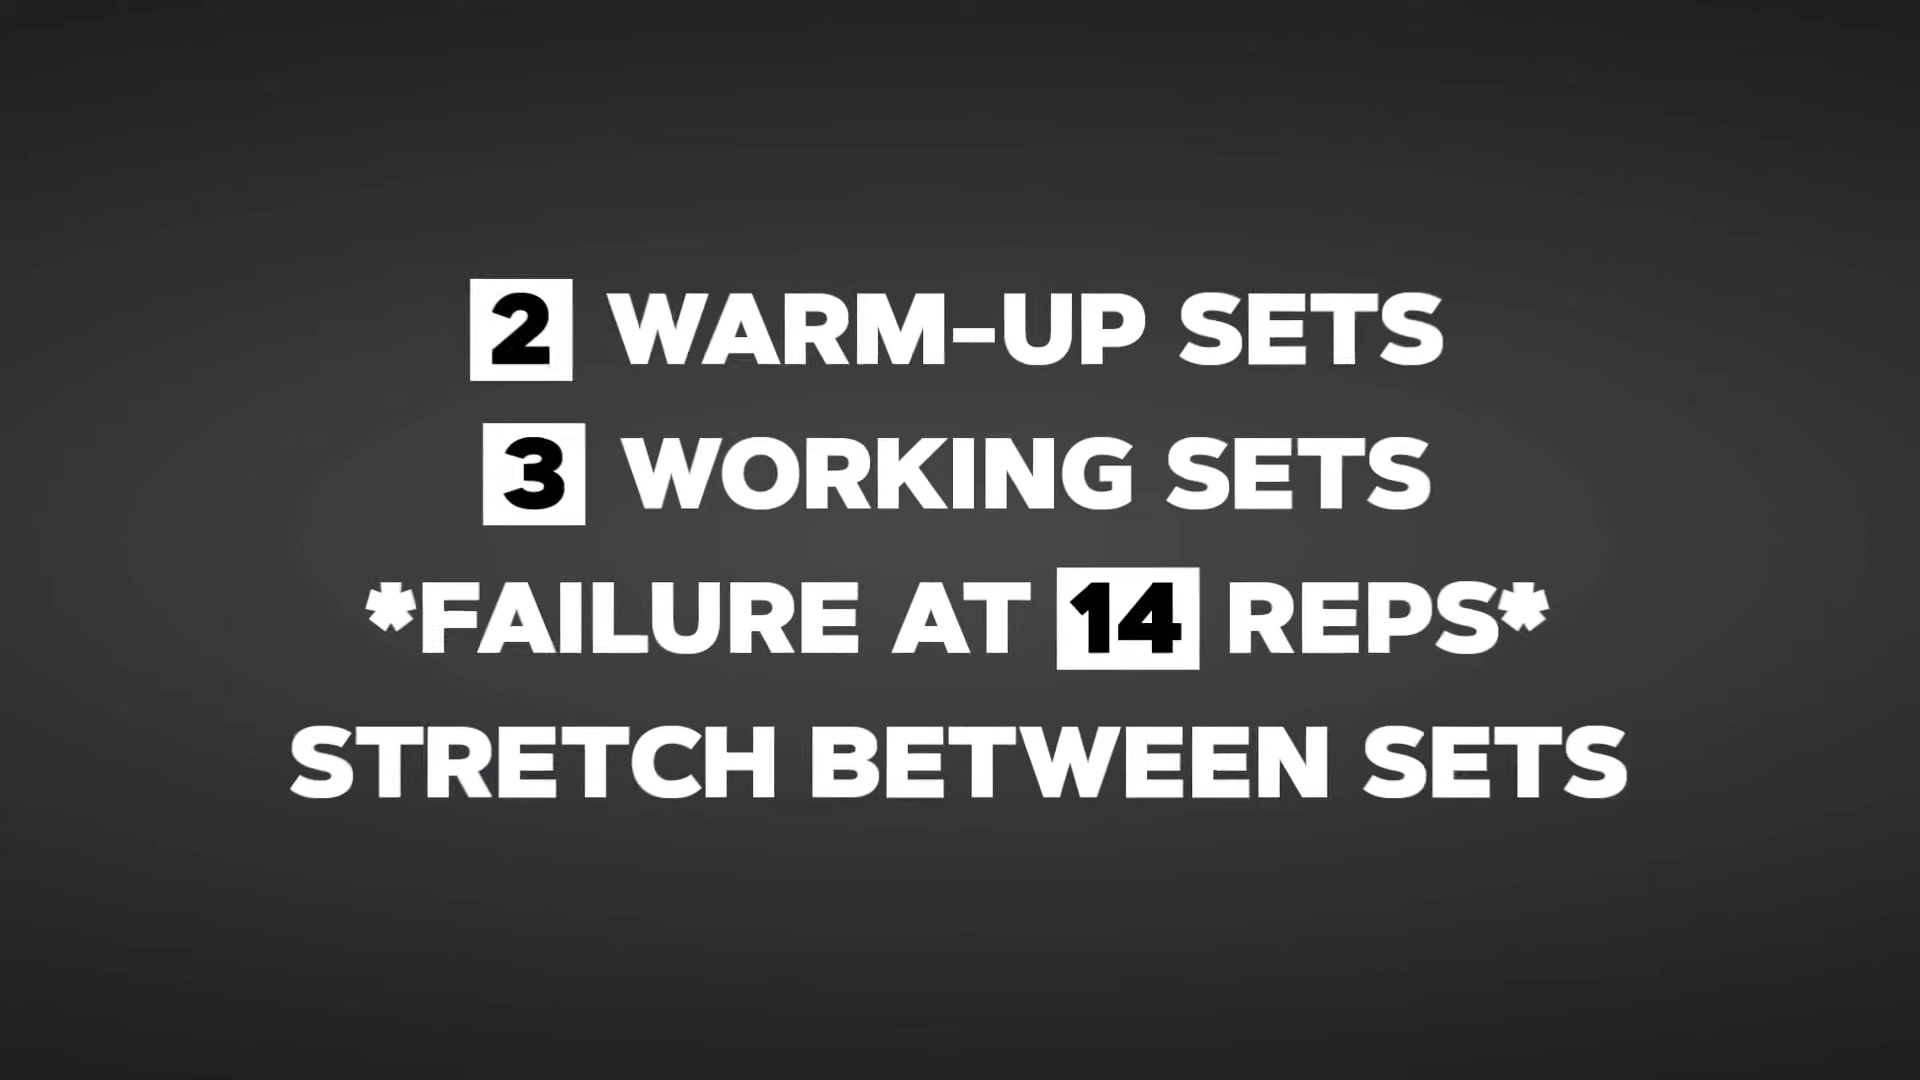 2 WARM-UP SETS
3 WORKING SETS
*FAILURE AT 14 REPS*
STRETCH BETWEEN SETS